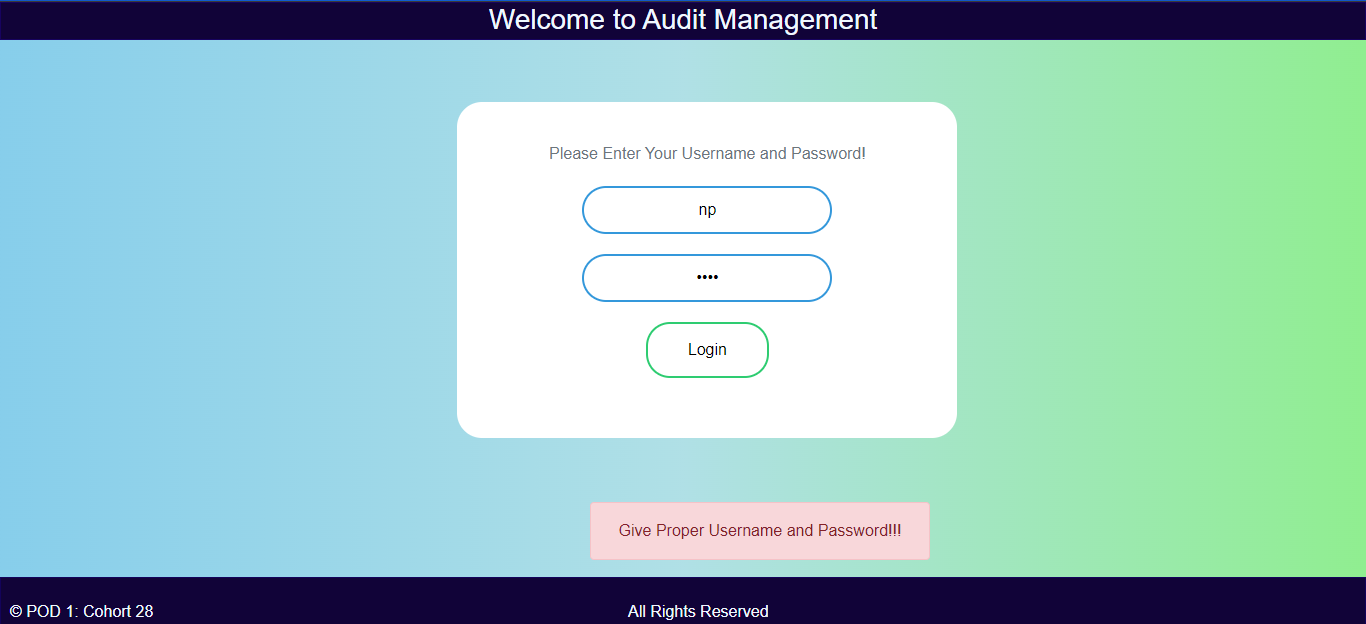 Welcome to Audit Management
Please Enter Your Username and Password!
np
••••
Login
Give Proper Username and Password!!!
© POD 1: Cohort 28
All Rights Reserved